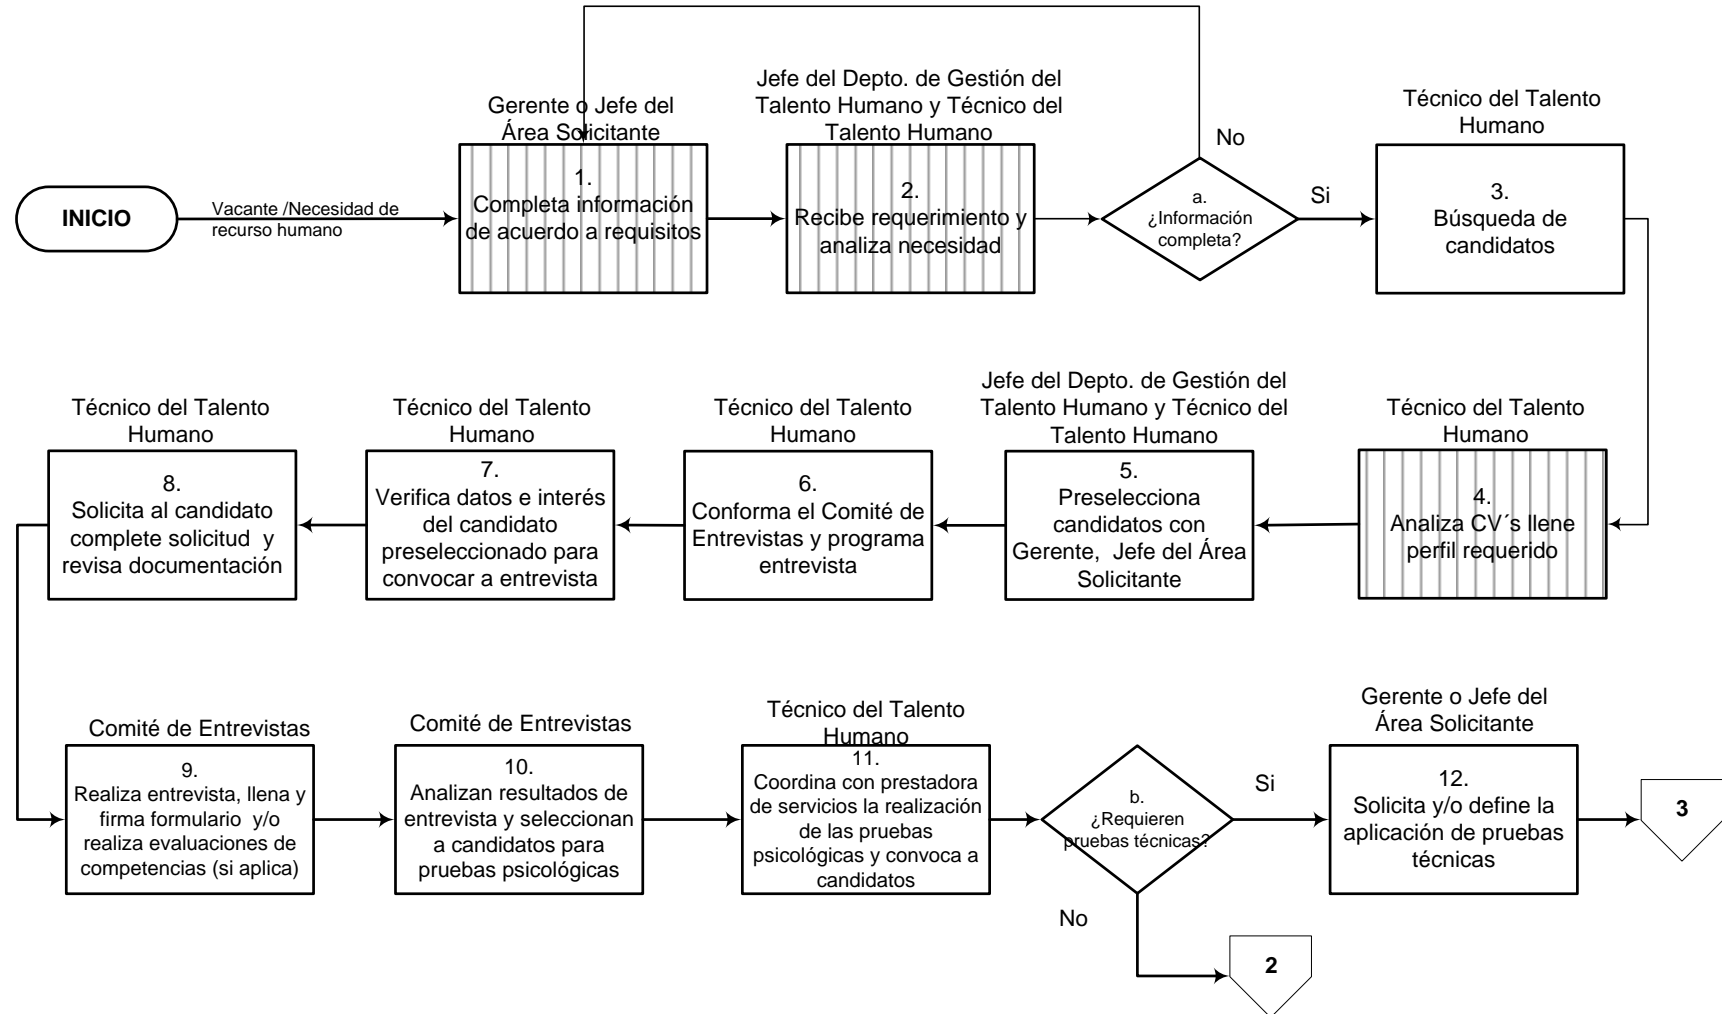 Gerente o Jefe del
Área Solicitante
Jefe del Depto. de Gestión del
Talento Humano y Técnico del
Talento Humano
Técnico del Talento
Humano
INICIO
Vacante /Necesidad de
recurso humano
1.
Completa información
de acuerdo a requisitos
2.
Recibe requerimiento y
analiza necesidad
a.
¿Información
completa?
No
Si
3.
Búsqueda de
candidatos
Técnico del Talento
Humano
4.
Analiza CV´s llene
perfil requerido
Jefe del Depto. de Gestión del
Talento Humano y Técnico del
Talento Humano
5.
Preselecciona
candidatos con
Gerente, Jefe del Área
Solicitante
Técnico del Talento
Humano
6.
Conforma el Comité de
Entrevistas y programa
entrevista
Técnico del Talento
Humano
7.
Verifica datos e interés
del candidato
preseleccionado para
convocar a entrevista
Técnico del Talento
Humano
8.
Solicita al candidato
complete solicitud y
revisa documentación
Comité de Entrevistas
9.
Realiza entrevista, llena y
firma formulario y/o
realiza evaluaciones de
competencias (si aplica)
Comité de Entrevistas
10.
Analizan resultados de
entrevista y seleccionan
a candidatos para
pruebas psicológicas
Técnico del Talento
Humano
11.
Coordina con prestadora
de servicios la realización
de las pruebas
psicológicas y convoca a
candidatos
b.
¿Requieren
pruebas técnicas?
Si
No
Gerente o Jefe del
Área Solicitante
12.
Solicita y/o define la
aplicación de pruebas
técnicas
3
2